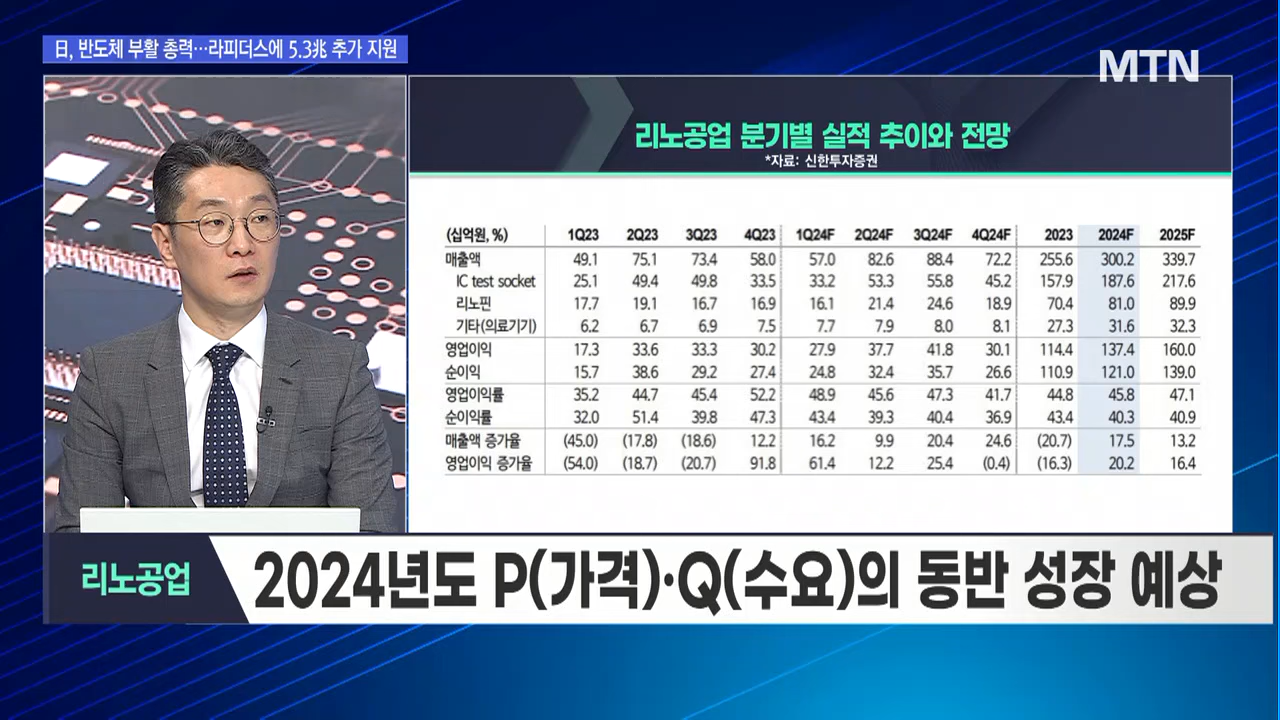 日, 반도체 부활 총력…라피더스에 5.3兆 추가 지원
MTN
리노공업 분기별 실적 추이와 전망
*자료: 신한투자증권
(십억원, %) 1Q23 2Q23 3Q23 4Q23 1Q24F 2Q24F 3Q24F 4Q24F 2023 2024F 2025F
매출액 49.1 75.1 73.4 58.0 57.0 82.6 88.4 72.2 255.6 300.2 339.7
IC test socket 25.1 49.4 49.8 33.5 33.2 53.3 55.8 45.2 157.9 187.6 217.6
리노핀 17.7 19.1 16.7 16.9 16.1 21.4 24.6 18.9 70.4 81.0 89.9
기타(의료기기) 6.2 6.7 6.9 7.5 7.7 7.9 8.0 8.1 27.3 31.6 32.3
영업이익 17.3 33.6 33.3 30.2 27.9 37.7 41.8 30.1 114.4 137.4 160.0
순이익 15.7 38.6 29.2 27.4 24.8 32.4 35.7 26.6 110.9 121.0 139.0
영업이익률 35.2 44.7 45.4 52.2 48.9 45.6 47.3 41.7 44.8 45.8 47.1
순이익률 32.0 51.4 39.8 47.3 43.4 39.3 40.4 36.9 43.4 40.3 40.9
매출액 증가율 (45.0) (17.8) (18.6) 12.2 16.2 9.9 20.4 24.6 (20.7) 17.5 13.2
영업이익 증가율 (54.0) (18.7) (20.7) 91.8 61.4 12.2 25.4 (0.4) (16.3) 20.2 16.4
리노공업
2024년도 P(가격)·Q(수요)의 동반 성장 예상